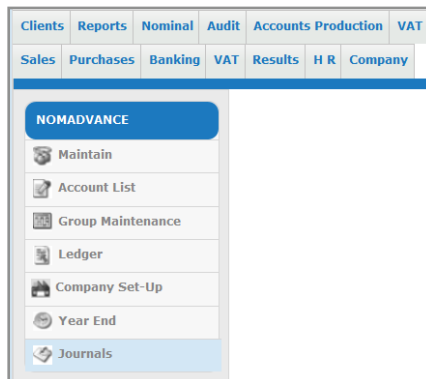 Clients Reports Nominal Audit Accounts Production VAT
Sales Purchases Banking VAT Results H R Company
NOMADVANCE
Maintain
Account List
Group Maintenance
Ledger
Company Set-Up
Year End
Journals